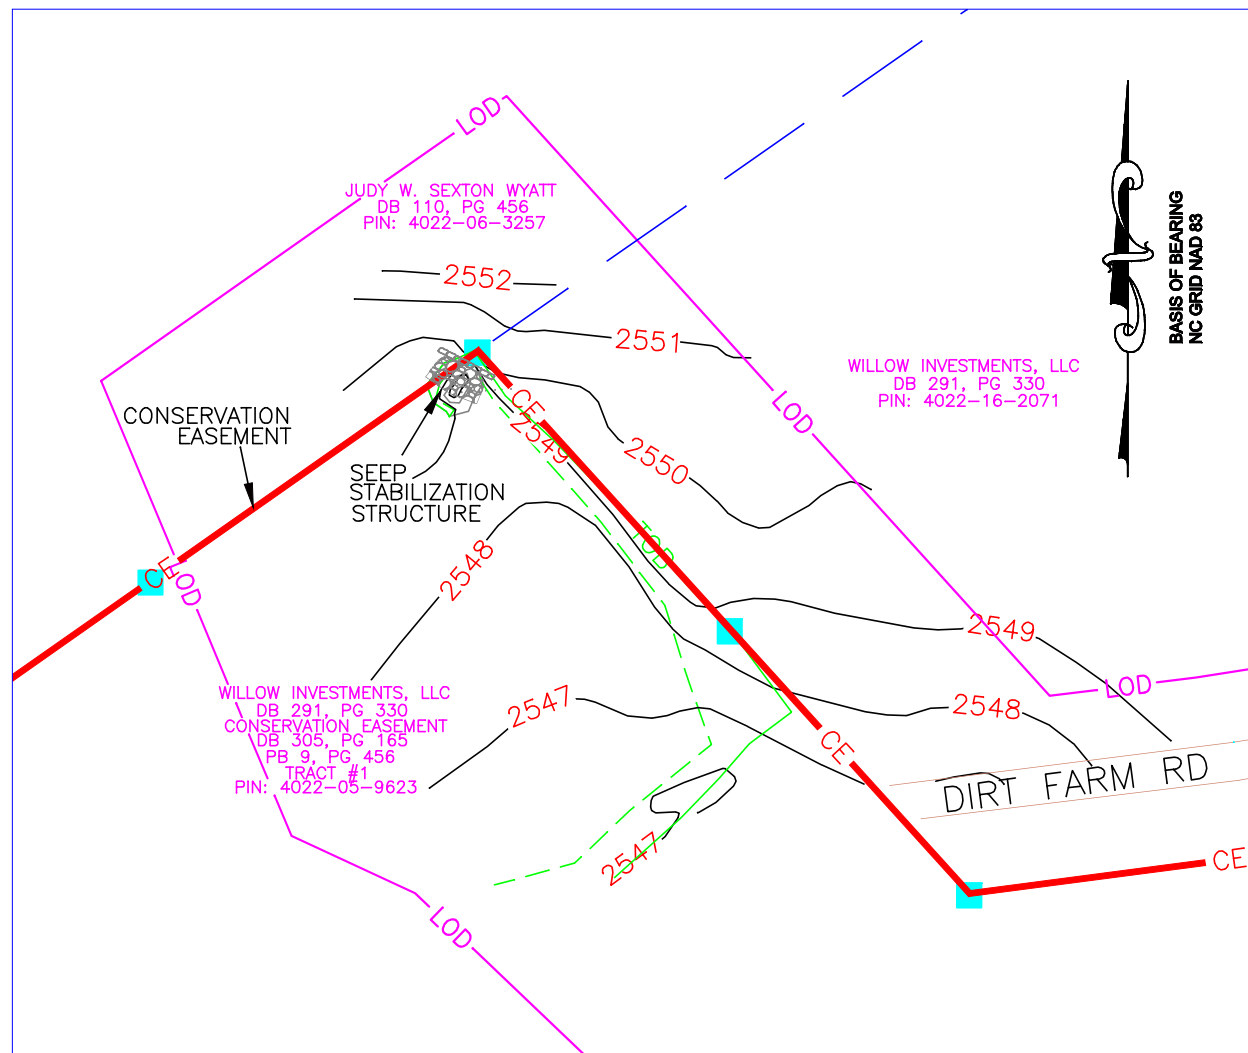 LOD
JUDY W. SEXTON WYATT
DB 110, PG 456
PIN: 4022-06-3257
BASIS OF BEARING
NC GRID NAD 83
2552
2551
WILLOW INVESTMENTS, LLC
DB 291, PG 330
PIN: 4022-16-2071
CE
LOD
CONSERVATION
EASEMENT
2549
2550
SEEP
STABILIZATION
STRUCTURE
TOB
2548
CE
LOD
2549
WILLOW INVESTMENTS, LLC
DB 291, PG 330
CONSERVATION EASEMENT
DB 305, PG 165
PB 9, PG 456
TRACT #1
PIN: 4022-05-9623
2547
LOD
2548
CE
DIRT FARM RD
2547
CE
LOD